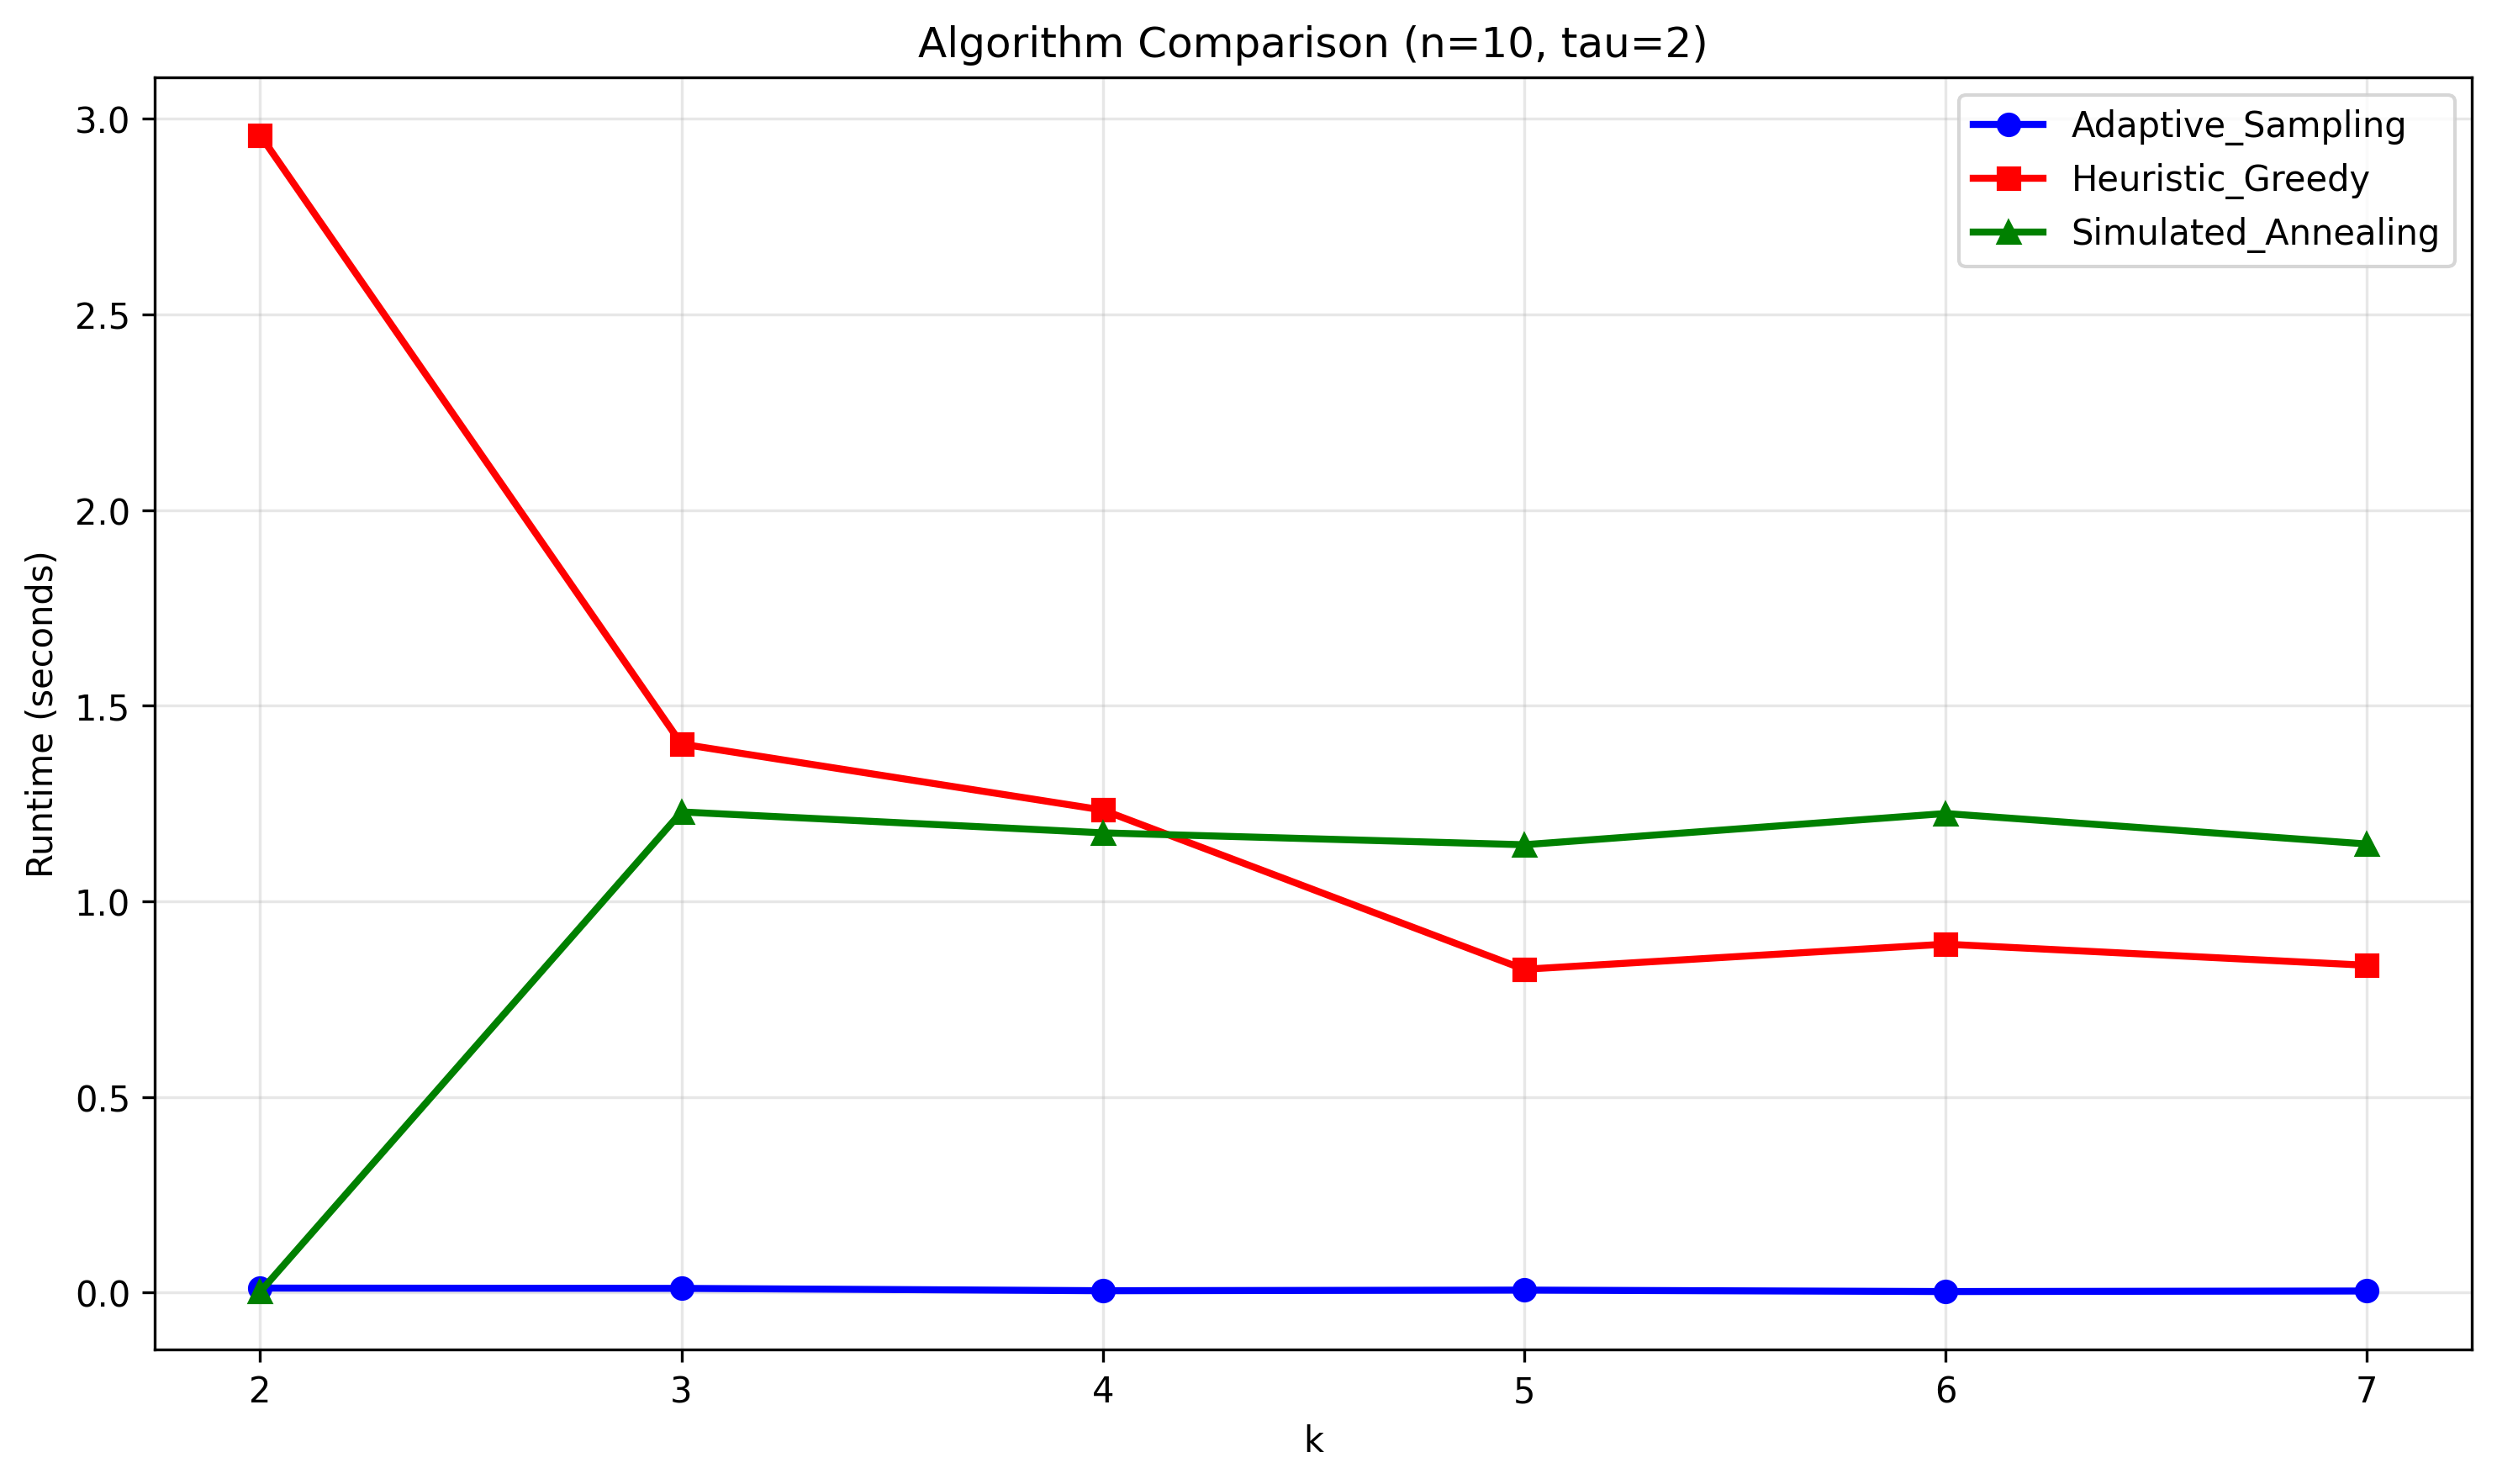 Algorithm Comparison (n=10, tau=2)
Adaptive_Sampling
Heuristic_Greedy
Simulated_Annealing
Runtime (seconds)
3.0
2.5
2.0
1.5
1.0
0.5
0.0
2 3 4 5 6 7
k